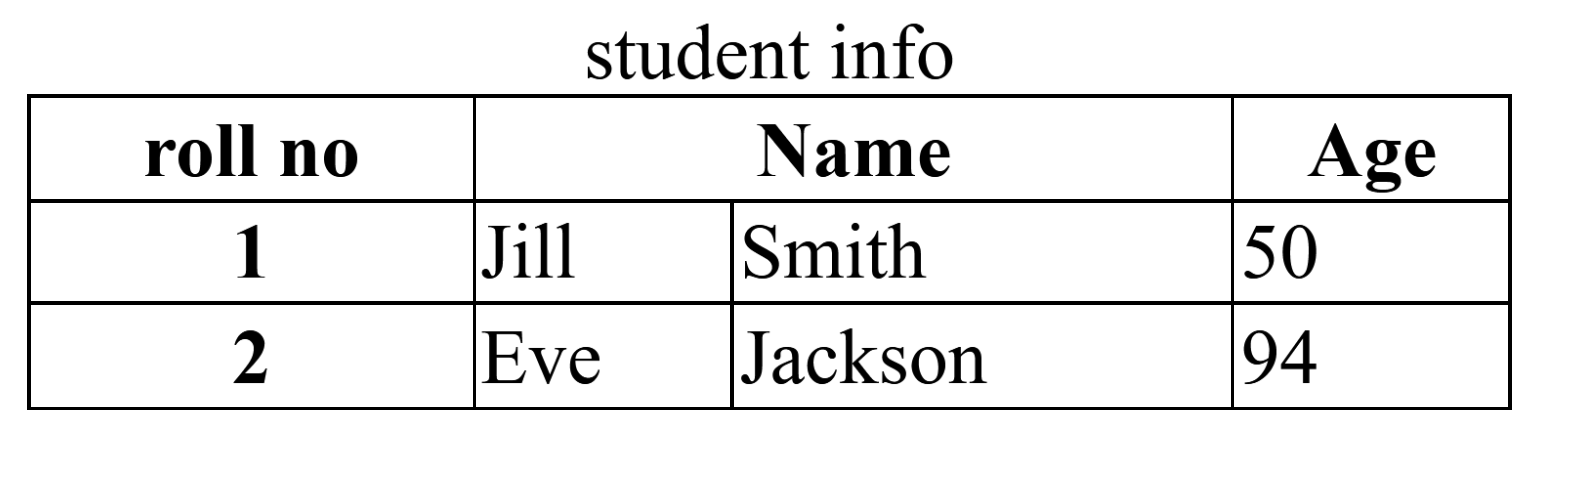 student info
roll no Name Age
1 Jill Smith 50
2 Eve Jackson 94